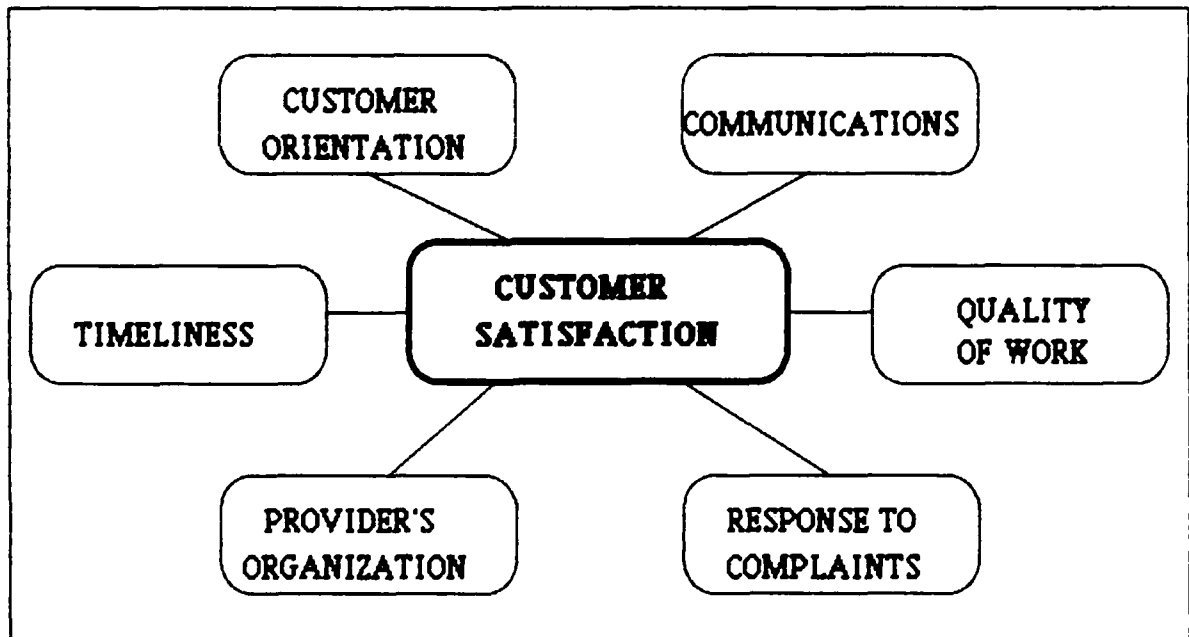 CUSTOMER
ORIENTATION
COMMUNICATIONS
TIMELINESS
CUSTOMER
SATISFACTION
QUALITY
OF WORK
PROVIDER'S
ORGANIZATION
RESPONSE TO
COMPLAINTS